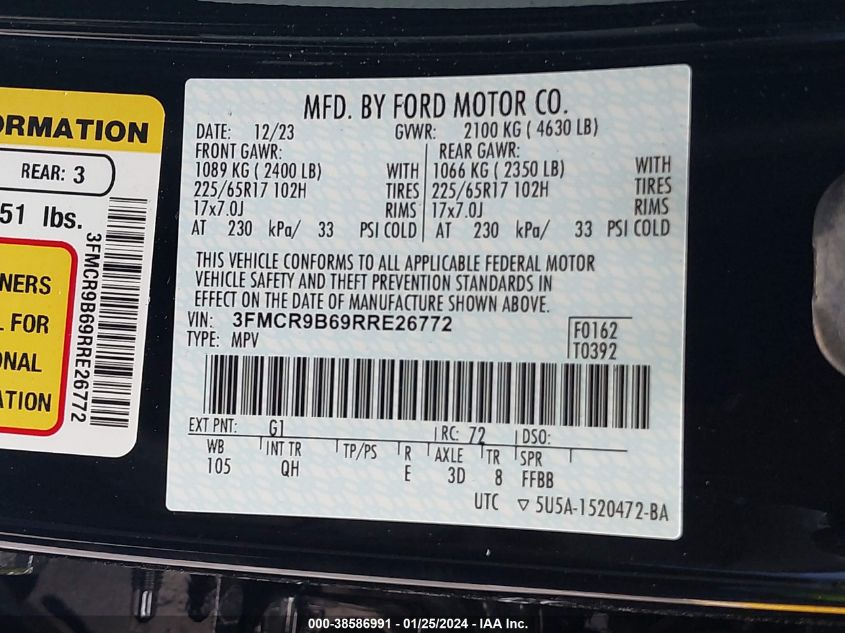 ORMATION
REAR: 3
51 lbs.
NERS
FOR
ONAL
ATION
3FMCR9B69RRE26772
MFD. BY FORD MOTOR CO.
DATE: 12/23 GVWR: 2100 KG ( 4630 LB)
FRONT GAWR: REAR GAWR:
1089 KG ( 2400 LB) WITH 1066 KG ( 2350 LB) WITH
225/65R17 102H TIRES 225/65R17 102H TIRES
17x7.0J RIMS 17x7.0J RIMS
AT 230 kPa/ 33 PSI COLD AT 230 kPa/ 33 PSI COLD
THIS VEHICLE CONFORMS TO ALL APPLICABLE FEDERAL MOTOR
VEHICLE SAFETY AND THEFT PREVENTION STANDARDS IN
EFFECT ON THE DATE OF MANUFACTURE SHOWN ABOVE.
VIN: 3FMCR9B69RRE26772 F0162
TYPE: MPV T0392
EXT PNT: G1 RC: 72 DSO:
WB INT TR TP/PS R AXLE TR SPR
105 QH E 3D 8 FFBB
UTC ▽ 5U5A-1520472-BA
000-38586991 - 01/25/2024 - IAA Inc.